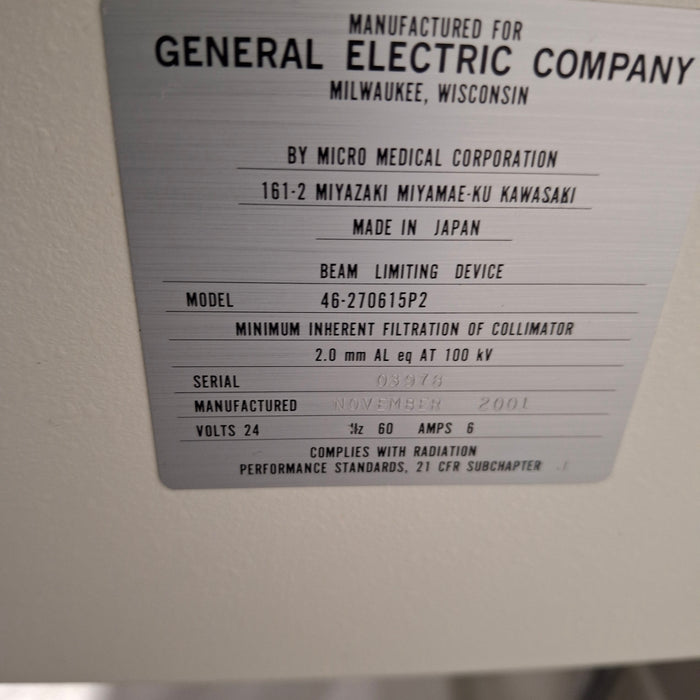 MANUFACTURED FOR
GENERAL ELECTRIC COMPANY
MILWAUKEE, WISCONSIN
BY MICRO MEDICAL CORPORATION
161-2 MIYAZAKI MIYAMAE-KU KAWASAKI
MADE IN JAPAN
BEAM LIMITING DEVICE
MODEL 46-270615P2
MINIMUM INHERENT FILTRATION OF COLLIMATOR
2.0 mm AL eq AT 100 kV
SERIAL 03978
MANUFACTURED NOVEMBER 2001
VOLTS 24 Hz 60 AMPS 6
COMPLIES WITH RADIATION
PERFORMANCE STANDARDS, 21 CFR SUBCHAPTER J